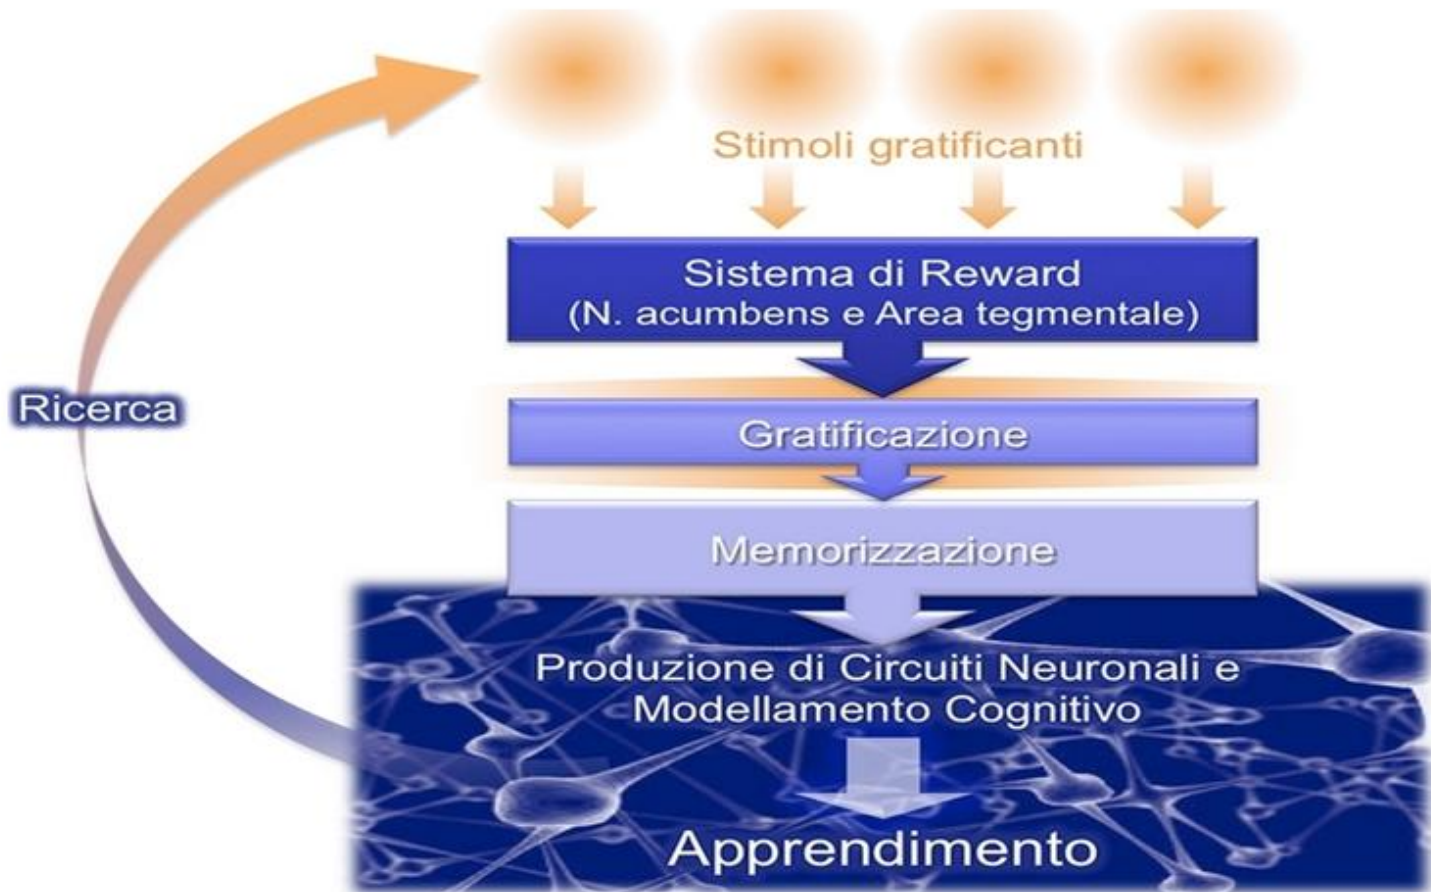 Stimoli gratificanti
Sistema di Reward
(N. acumbens e Area tegmentale)
Ricerca
Gratificazione
Memorizzazione
Produzione di Circuiti Neuronali e
Modellamento Cognitivo
Apprendimento